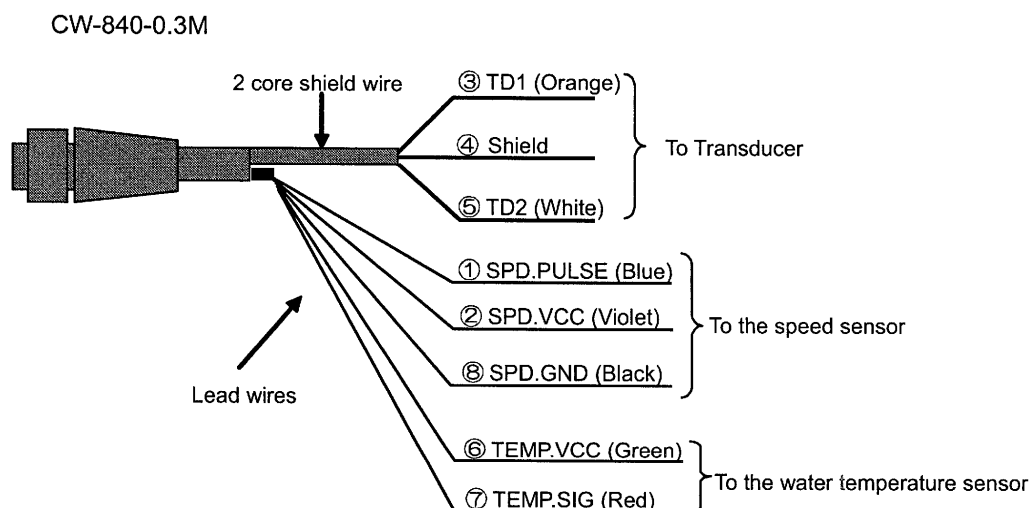 CW-840-0.3M
2 core shield wire
③ TD1 (Orange)
④ Shield
⑤ TD2 (White)
To Transducer
① SPD.PULSE (Blue)
② SPD.VCC (Violet)
⑧ SPD.GND (Black)
To the speed sensor
Lead wires
⑥ TEMP.VCC (Green)
⑦ TEMP.SIG (Red)
To the water temperature sensor